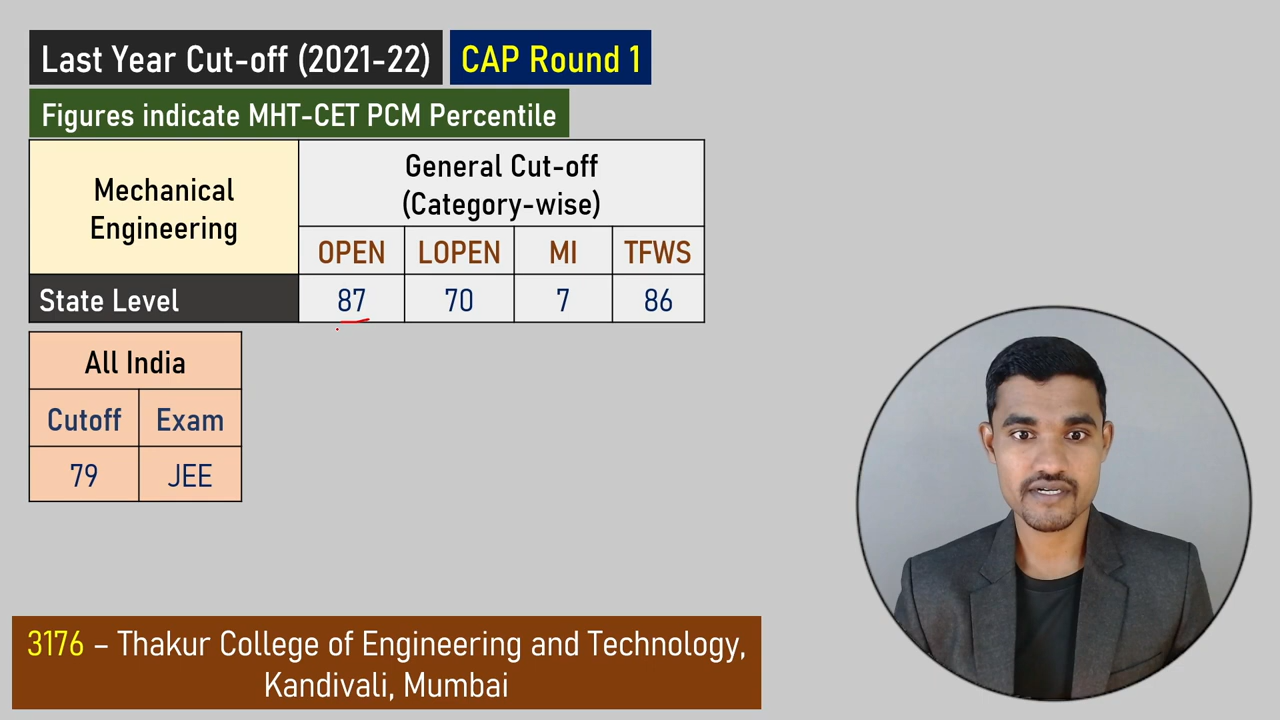 Last Year Cut-off (2021-22) CAP Round 1
Figures indicate MHT-CET PCM Percentile
Mechanical
Engineering
General Cut-off
(Category-wise)
OPEN LOPEN MI TFWS
State Level 87 70 7 86
All India
Cutoff Exam
79 JEE
3176 – Thakur College of Engineering and Technology,
Kandivali, Mumbai